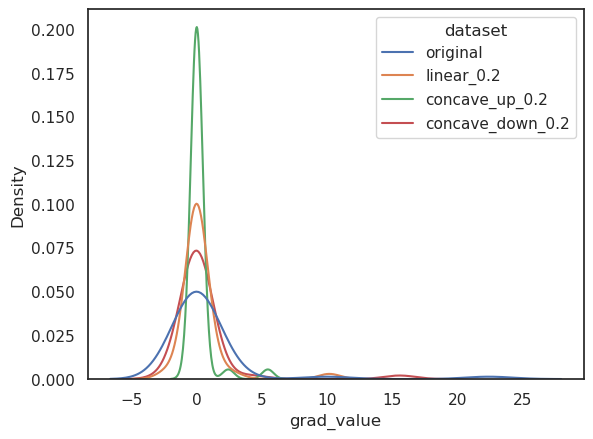 dataset
original
linear_0.2
concave_up_0.2
concave_down_0.2
Density
0.200
0.175
0.150
0.125
0.100
0.075
0.050
0.025
0.000
−5
0
5
10
15
20
25
grad_value